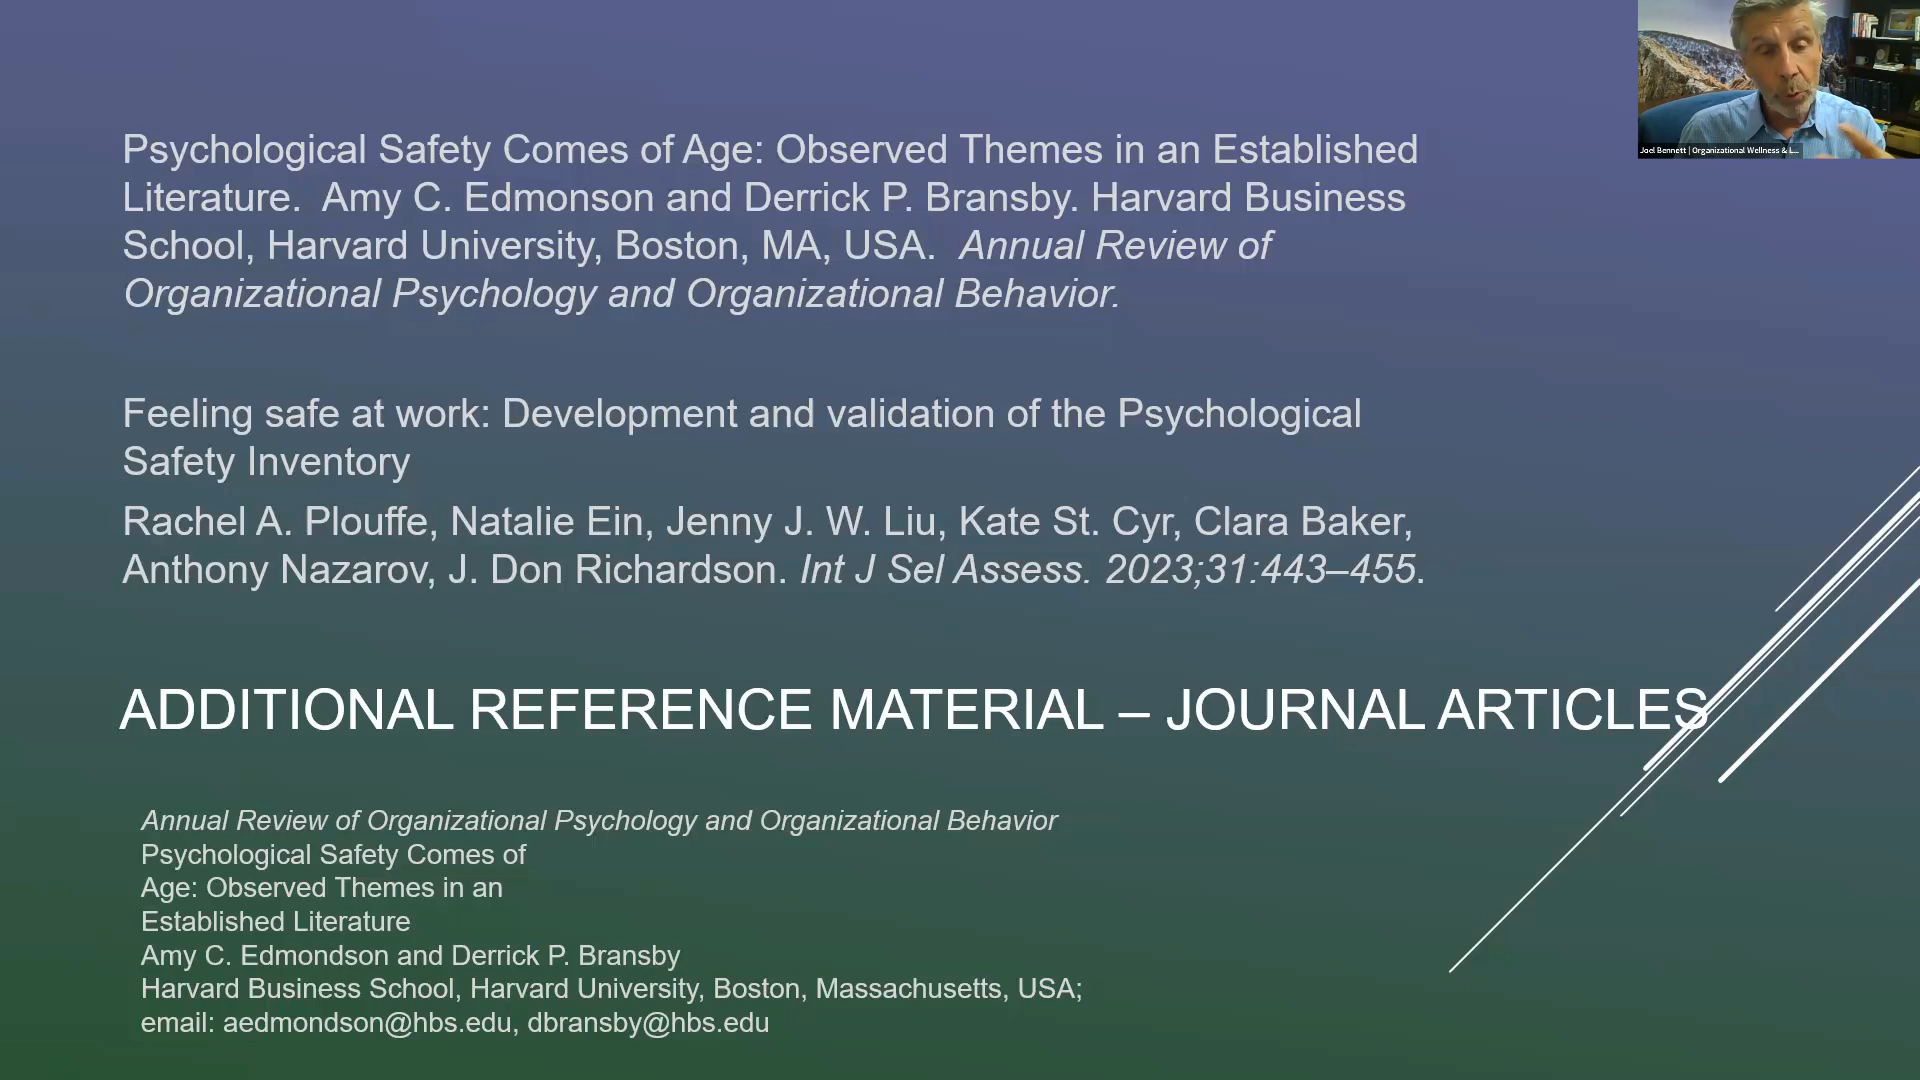 Psychological Safety Comes of Age: Observed Themes in an Established
Literature.  Amy C. Edmonson and Derrick P. Bransby. Harvard Business
School, Harvard University, Boston, MA, USA.  Annual Review of
Organizational Psychology and Organizational Behavior.
Feeling safe at work: Development and validation of the Psychological
Safety Inventory
Rachel A. Plouffe, Natalie Ein, Jenny J. W. Liu, Kate St. Cyr, Clara Baker,
Anthony Nazarov, J. Don Richardson. Int J Sel Assess. 2023;31:443–455.
ADDITIONAL REFERENCE MATERIAL – JOURNAL ARTICLES
Annual Review of Organizational Psychology and Organizational Behavior
Psychological Safety Comes of
Age: Observed Themes in an
Established Literature
Amy C. Edmondson and Derrick P. Bransby
Harvard Business School, Harvard University, Boston, Massachusetts, USA;
email: aedmondson@hbs.edu, dbransby@hbs.edu
Joel Bennett | Organizational Wellness & L...